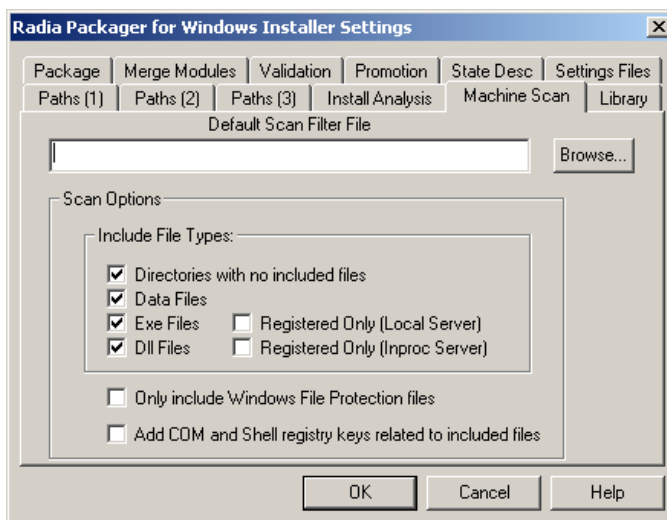 Radia Packager for Windows Installer Settings
Package Merge Modules Validation Promotion State Desc Settings Files
Paths (1) Paths (2) Paths (3) Install Analysis Machine Scan Library
Default Scan Filter File
Browse...
Scan Options
Include File Types:
Directories with no included files
Data Files
Exe Files Registered Only (Local Server)
Dll Files Registered Only (Inproc Server)
Only include Windows File Protection files
Add COM and Shell registry keys related to included files
OK Cancel Help